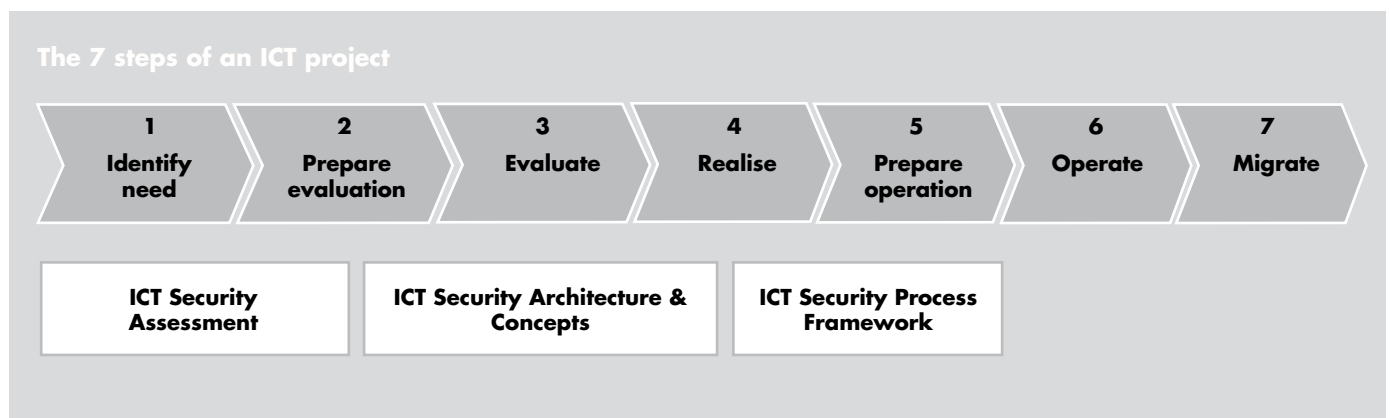 The 7 steps of an ICT project
1
Identify
need
2
Prepare
evaluation
3
Evaluate
4
Realise
5
Prepare
operation
6
Operate
7
Migrate
ICT Security
Assessment
ICT Security Architecture &
Concepts
ICT Security Process
Framework